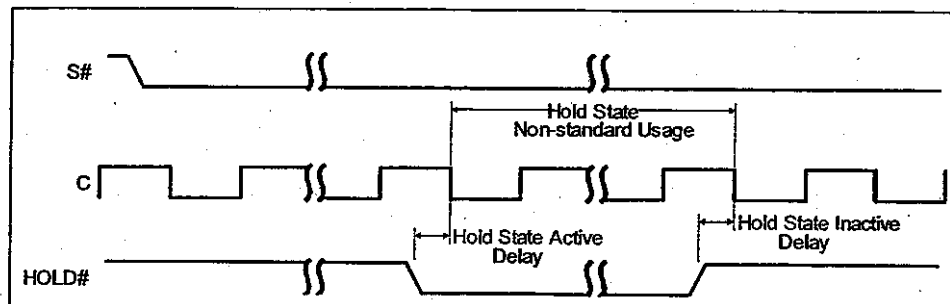 S#
Hold State
Non-standard Usage
C
Hold State Active
Delay
Hold State Inactive
Delay
HOLD#